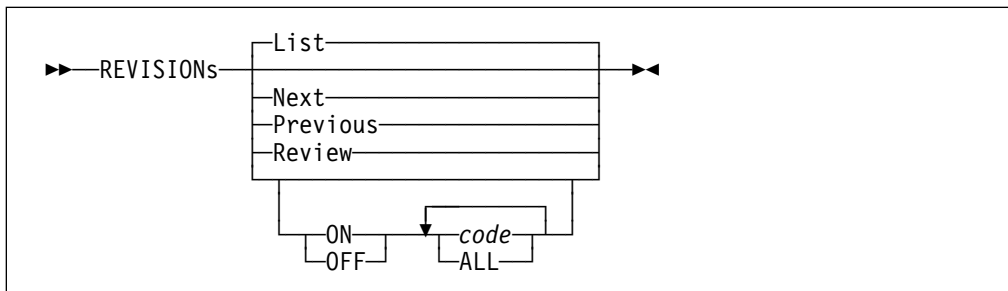 List
REVISIONs
Next
Previous
Review
ON code
OFF ALL